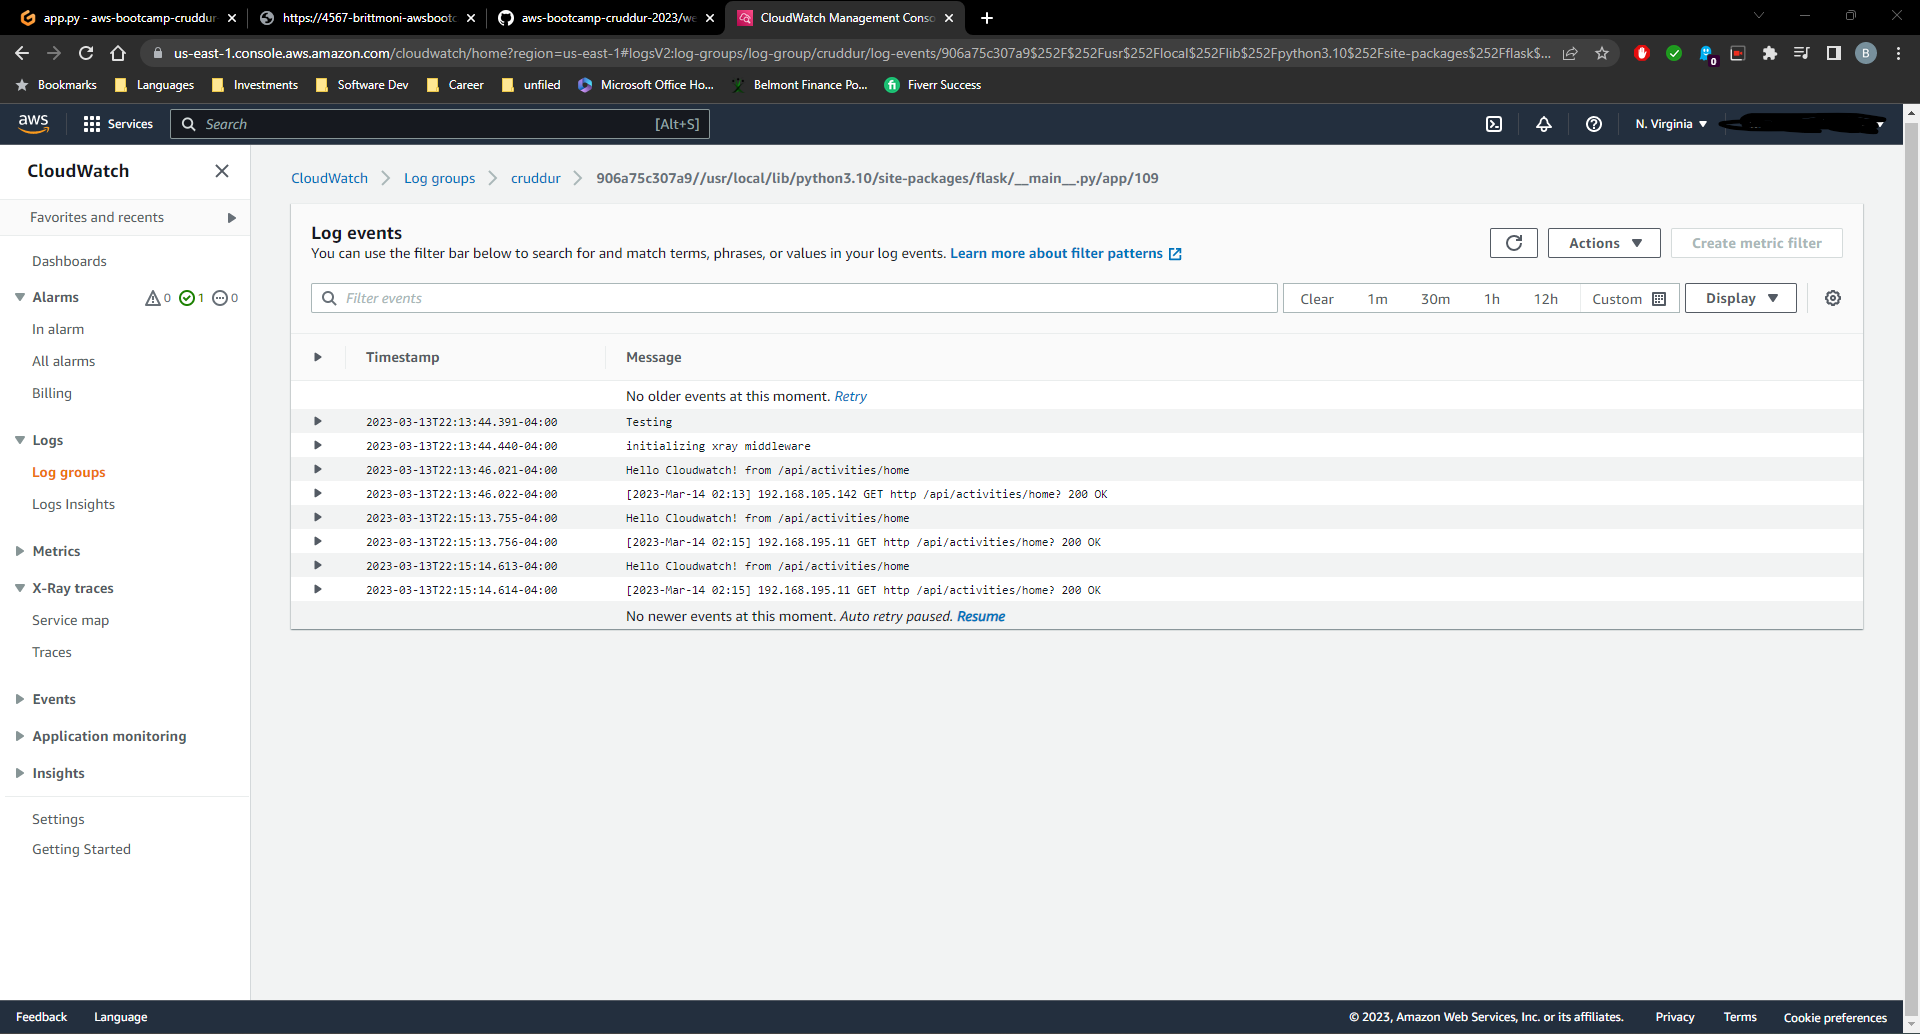 app.py - aws-bootcamp-cruddur-
https://4567-brittmoni-awsbootc
aws-bootcamp-cruddur-2023/we
CloudWatch Management Conso
us-east-1.console.aws.amazon.com/cloudwatch/home?region=us-east-1#logsV2:log-groups/log-group/cruddur/log-events/906a75c307a9$252F$252Fusr$252Flocal$252Flib$252Fpython3.10$252Fsite-packages$252Fflask$...
0
B
Bookmarks
Languages
Investments
Software Dev
Career
unfiled
Microsoft Office Ho...
Belmont Finance Po...
Fiverr Success
aws
Services
Search
[Alt+S]
N. Virginia
CloudWatch
Favorites and recents
Dashboards
Alarms 0 1 0
In alarm
All alarms
Billing
Logs
Log groups
Logs Insights
Metrics
X-Ray traces
Service map
Traces
Events
Application monitoring
Insights
Settings
Getting Started
CloudWatch
Log groups
cruddur
906a75c307a9//usr/local/lib/python3.10/site-packages/flask/__main__.py/app/109
Log events
You can use the filter bar below to search for and match terms, phrases, or values in your log events. Learn more about filter patterns
Actions
Create metric filter
Filter events
Clear 1m 30m 1h 12h Custom
Display
Timestamp Message
No older events at this moment. Retry
2023-03-13T22:13:44.391-04:00 Testing
2023-03-13T22:13:44.440-04:00 initializing xray middleware
2023-03-13T22:13:46.021-04:00 Hello Cloudwatch! from /api/activities/home
2023-03-13T22:13:46.022-04:00 [2023-Mar-14 02:13] 192.168.105.142 GET http /api/activities/home? 200 OK
2023-03-13T22:15:13.755-04:00 Hello Cloudwatch! from /api/activities/home
2023-03-13T22:15:13.756-04:00 [2023-Mar-14 02:15] 192.168.195.11 GET http /api/activities/home? 200 OK
2023-03-13T22:15:14.613-04:00 Hello Cloudwatch! from /api/activities/home
2023-03-13T22:15:14.614-04:00 [2023-Mar-14 02:15] 192.168.195.11 GET http /api/activities/home? 200 OK
No newer events at this moment. Auto retry paused. Resume
Feedback
Language
© 2023, Amazon Web Services, Inc. or its affiliates.
Privacy
Terms
Cookie preferences